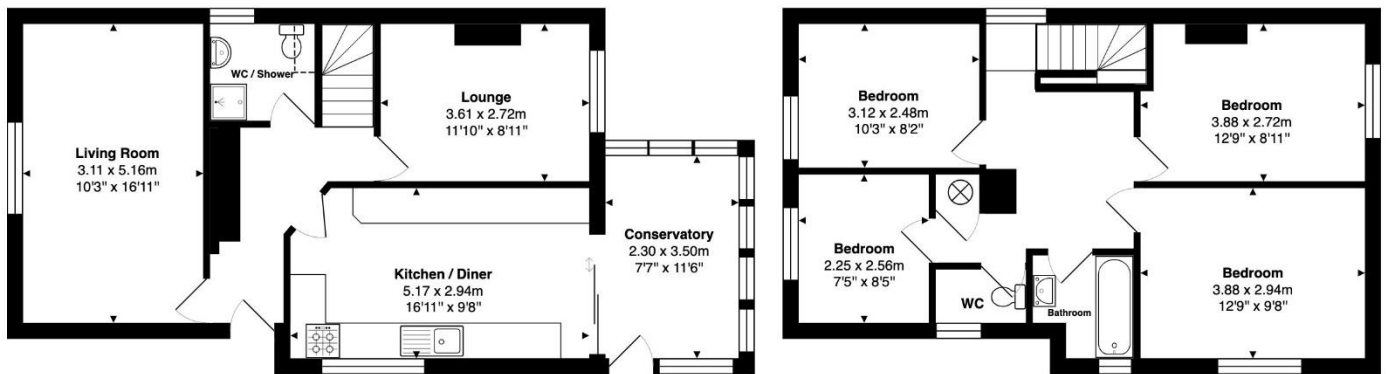 Living Room
3.11 x 5.16m
10'3" x 16'11"
WC / Shower
Lounge
3.61 x 2.72m
11'10" x 8'11"
Kitchen / Diner
5.17 x 2.94m
16'11" x 9'8"
Conservatory
2.30 x 3.50m
7'7" x 11'6"
Bedroom
3.12 x 2.48m
10'3" x 8'2"
Bedroom
3.88 x 2.72m
12'9" x 8'11"
Bedroom
2.25 x 2.56m
7'5" x 8'5"
WC
Bathroom
Bedroom
3.88 x 2.94m
12'9" x 9'8"